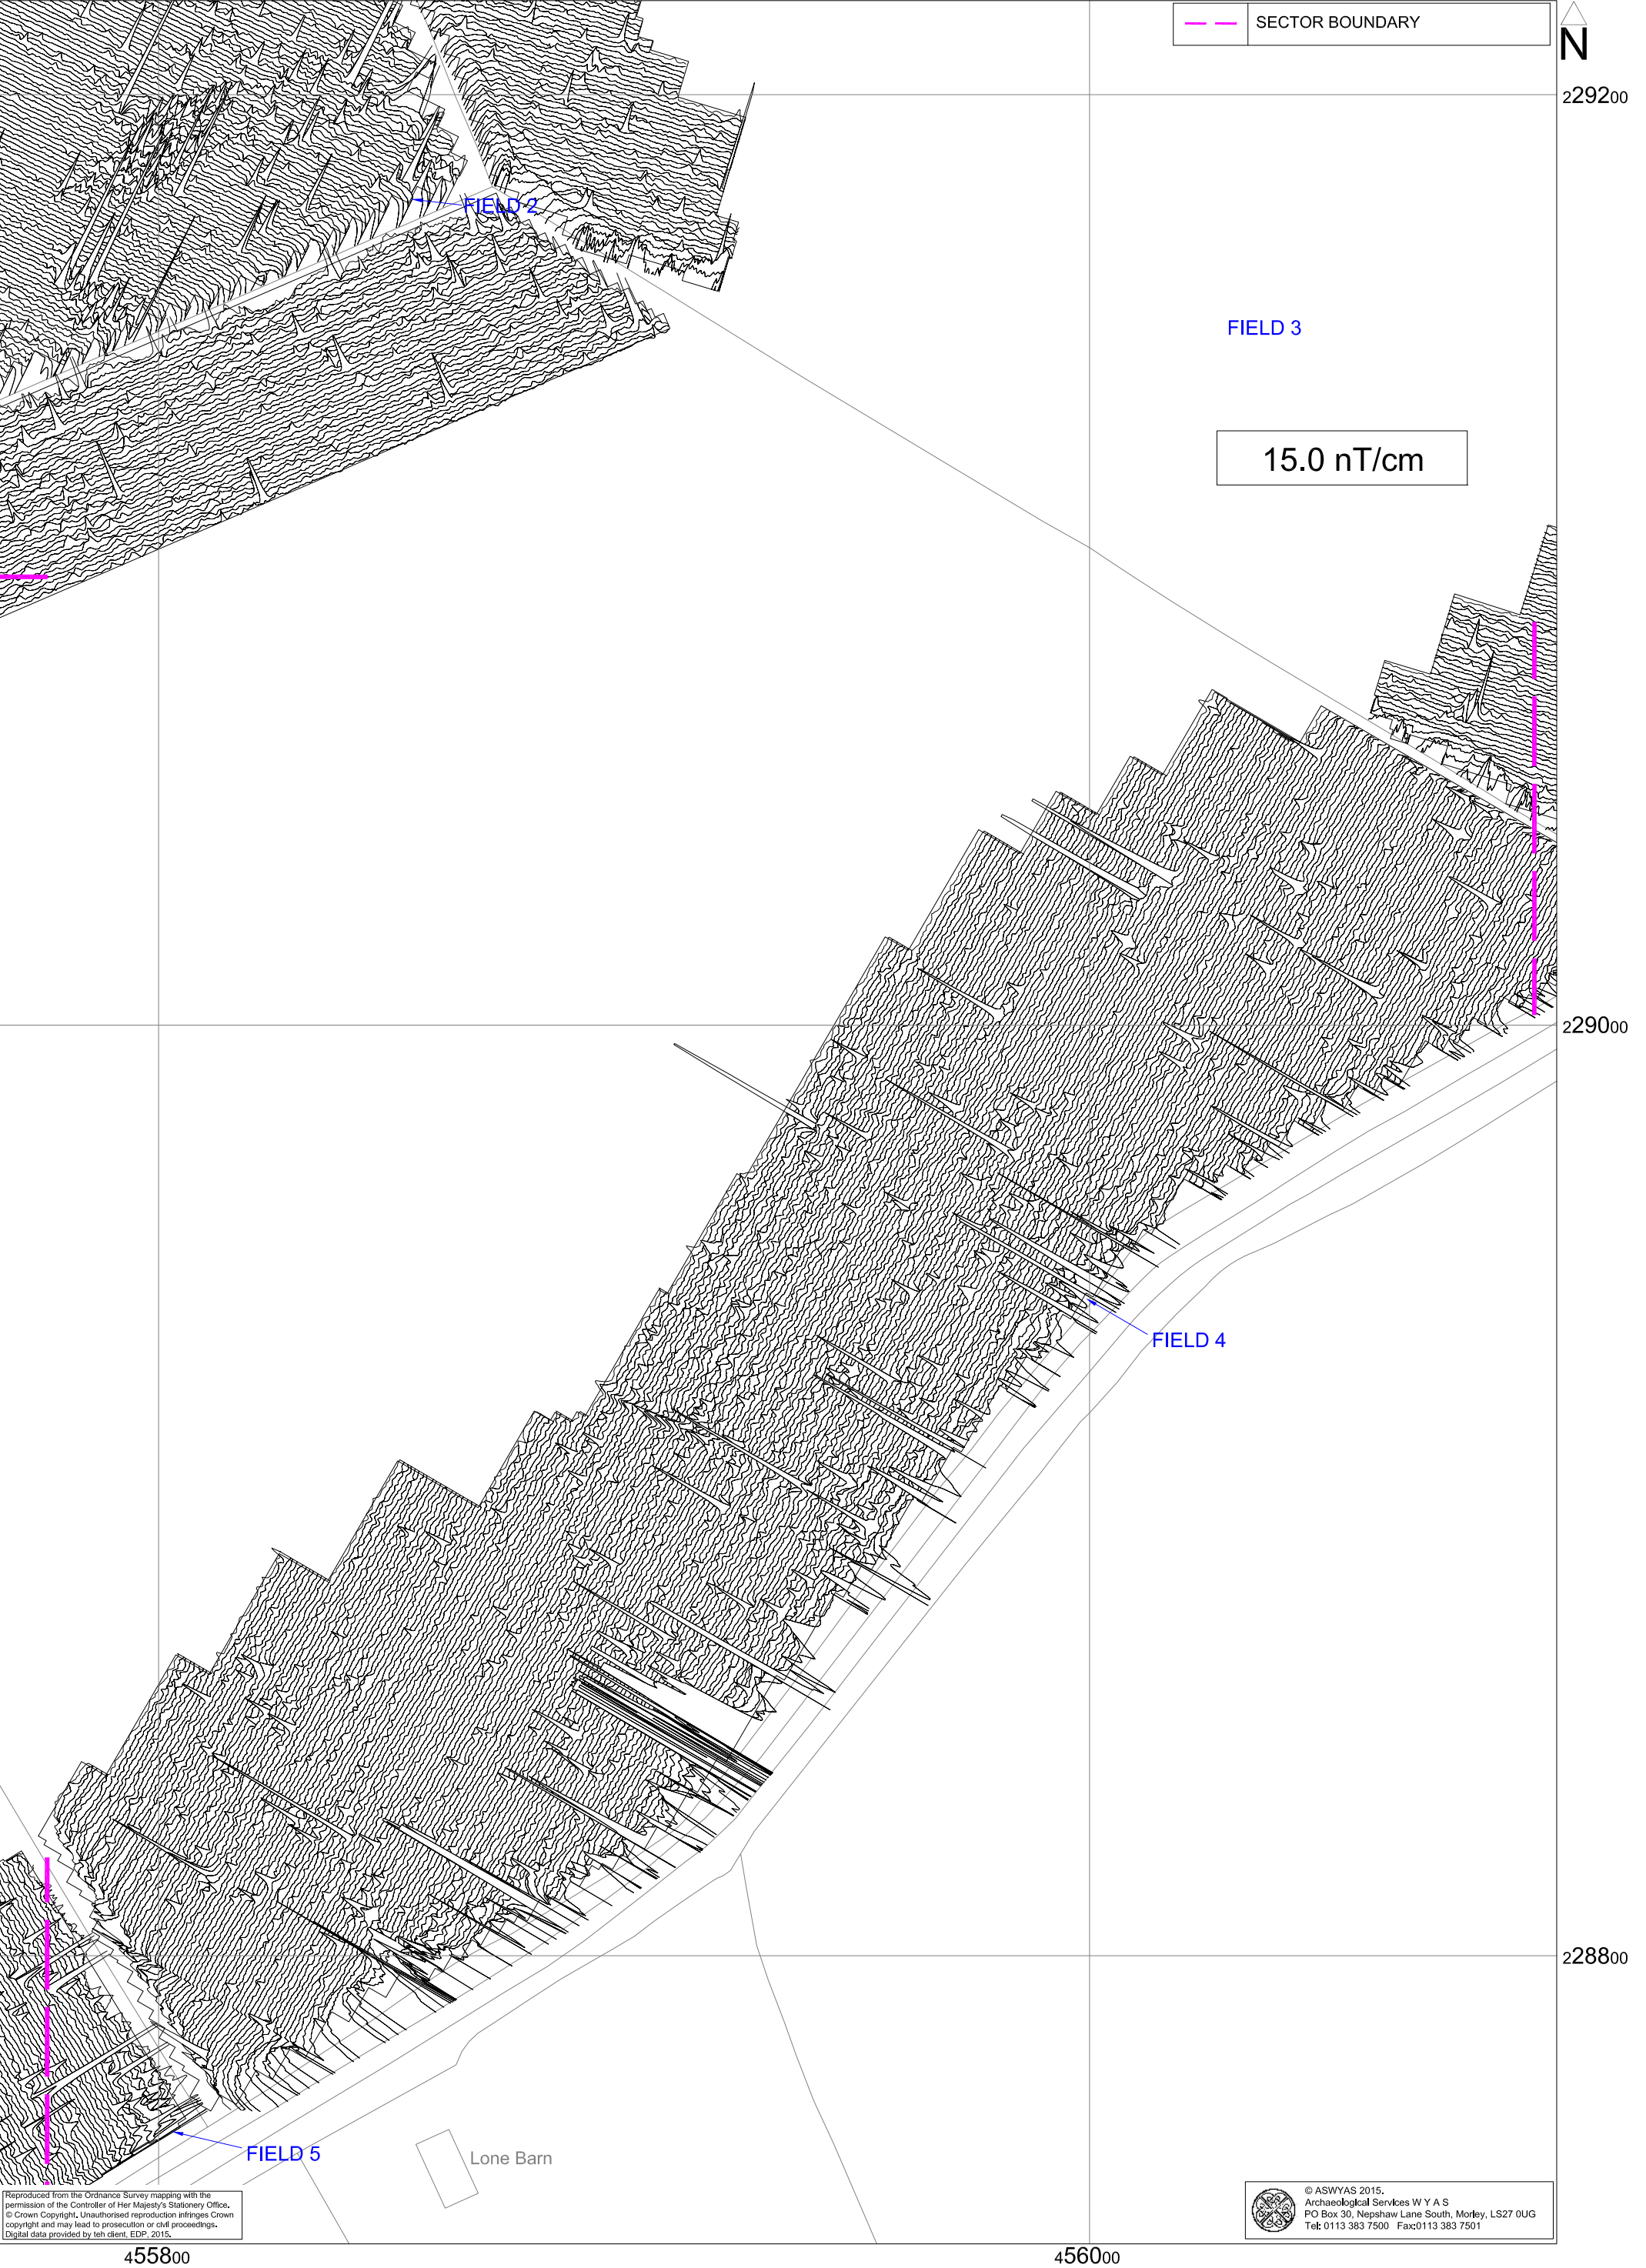 SECTOR BOUNDARY
N
229200
FIELD 2
FIELD 3
15.0 nT/cm
229000
FIELD 4
228800
FIELD 5
Lone Barn
Reproduced from the Ordnance Survey mapping with the
permission of the Controller of Her Majesty's Stationery Office.
© Crown Copyright. Unauthorised reproduction infringes Crown
copyright and may lead to prosecution or civil proceedings.
Digital data provided by teh client, EDP, 2015.
© ASWYAS 2015.
Archaeological Services W Y A S
PO Box 30, Nepshaw Lane South, Morley, LS27 0UG
Tel: 0113 383 7500 Fax:0113 383 7501
455800
456000